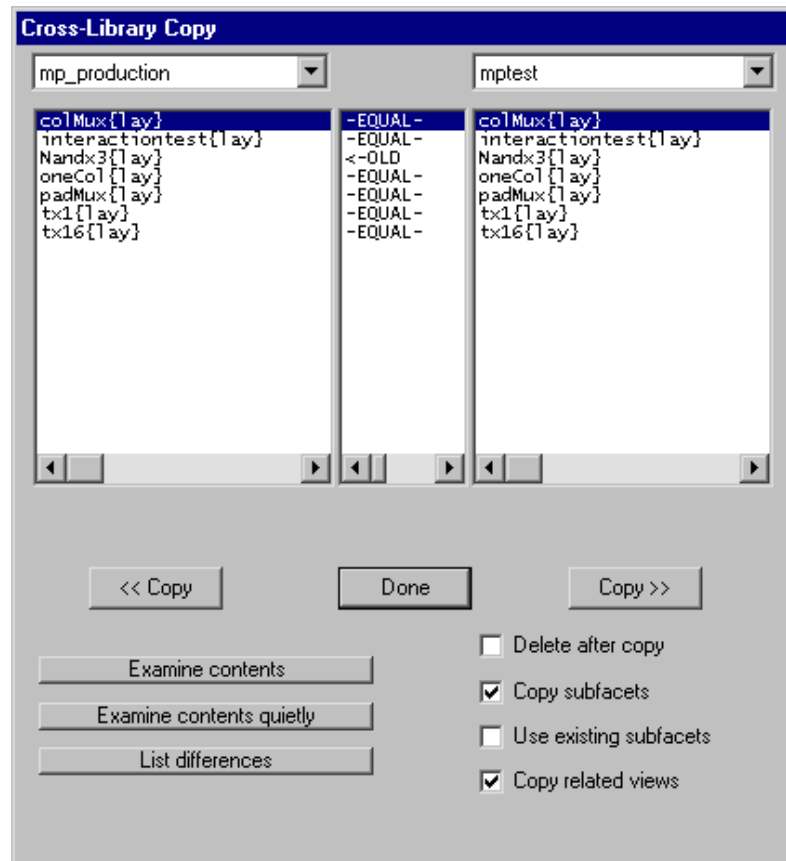 Cross-Library Copy
mp_production mptest
colMux{lay} -EQUAL- colMux{lay}
interactiontest{lay} -EQUAL- interactiontest{lay}
Nandx3{lay} <-OLD Nandx3{lay}
oneCol{lay} -EQUAL- oneCol{lay}
padMux{lay} -EQUAL- padMux{lay}
tx1{lay} -EQUAL- tx1{lay}
tx16{lay} -EQUAL- tx16{lay}
<< Copy Done Copy >>
Delete after copy
Examine contents
Copy subfacets
Examine contents quietly
Use existing subfacets
List differences
Copy related views